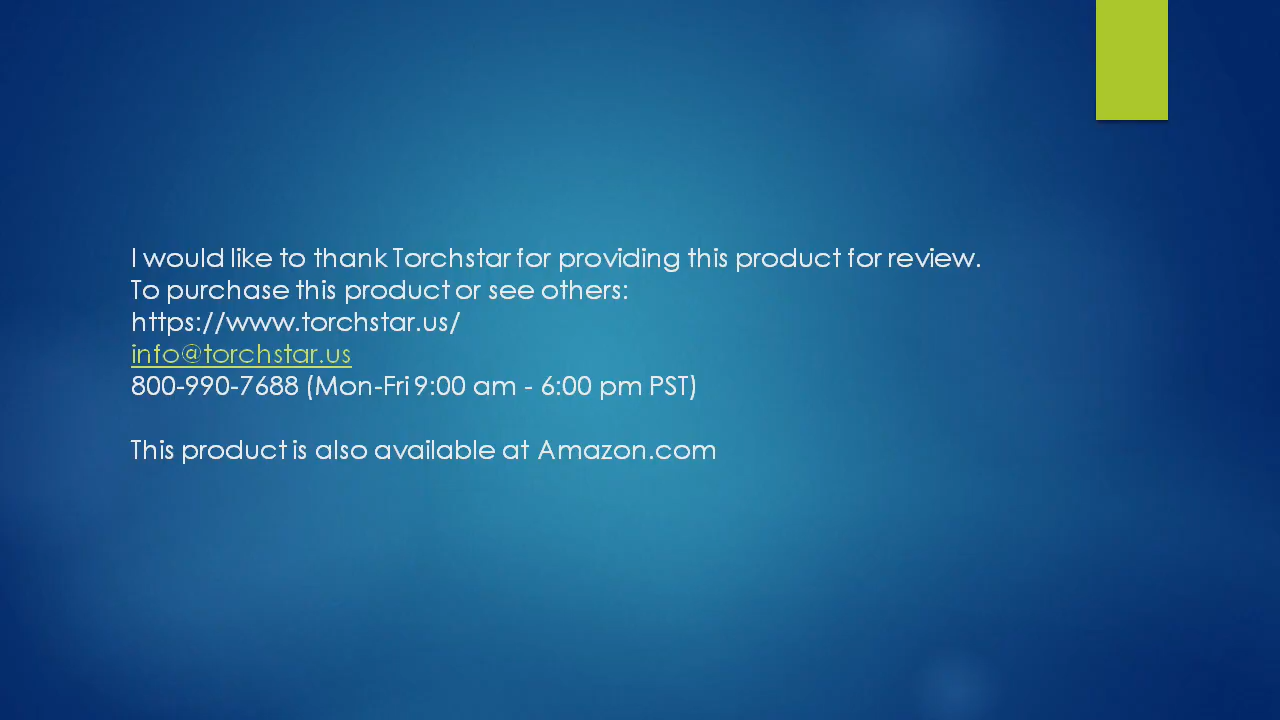 I would like to thank Torchstar for providing this product for review.
To purchase this product or see others:
https://www.torchstar.us/
info@torchstar.us
800-990-7688 (Mon-Fri 9:00 am - 6:00 pm PST)
This product is also available at Amazon.com